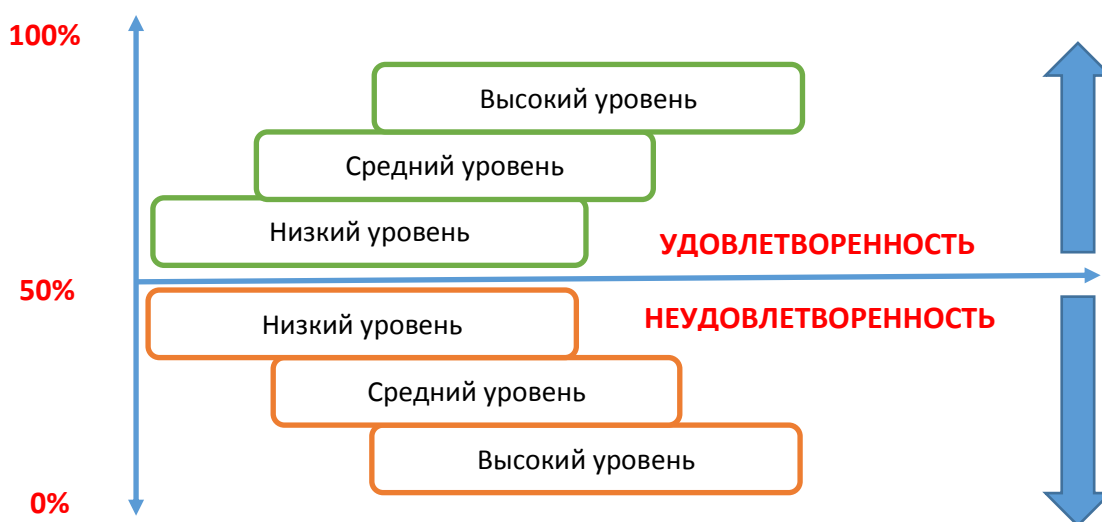 100%
Высокий уровень
Средний уровень
Низкий уровень
УДОВЛЕТВОРЕННОСТЬ
50%
НЕУДОВЛЕТВОРЕННОСТЬ
Низкий уровень
Средний уровень
Высокий уровень
0%